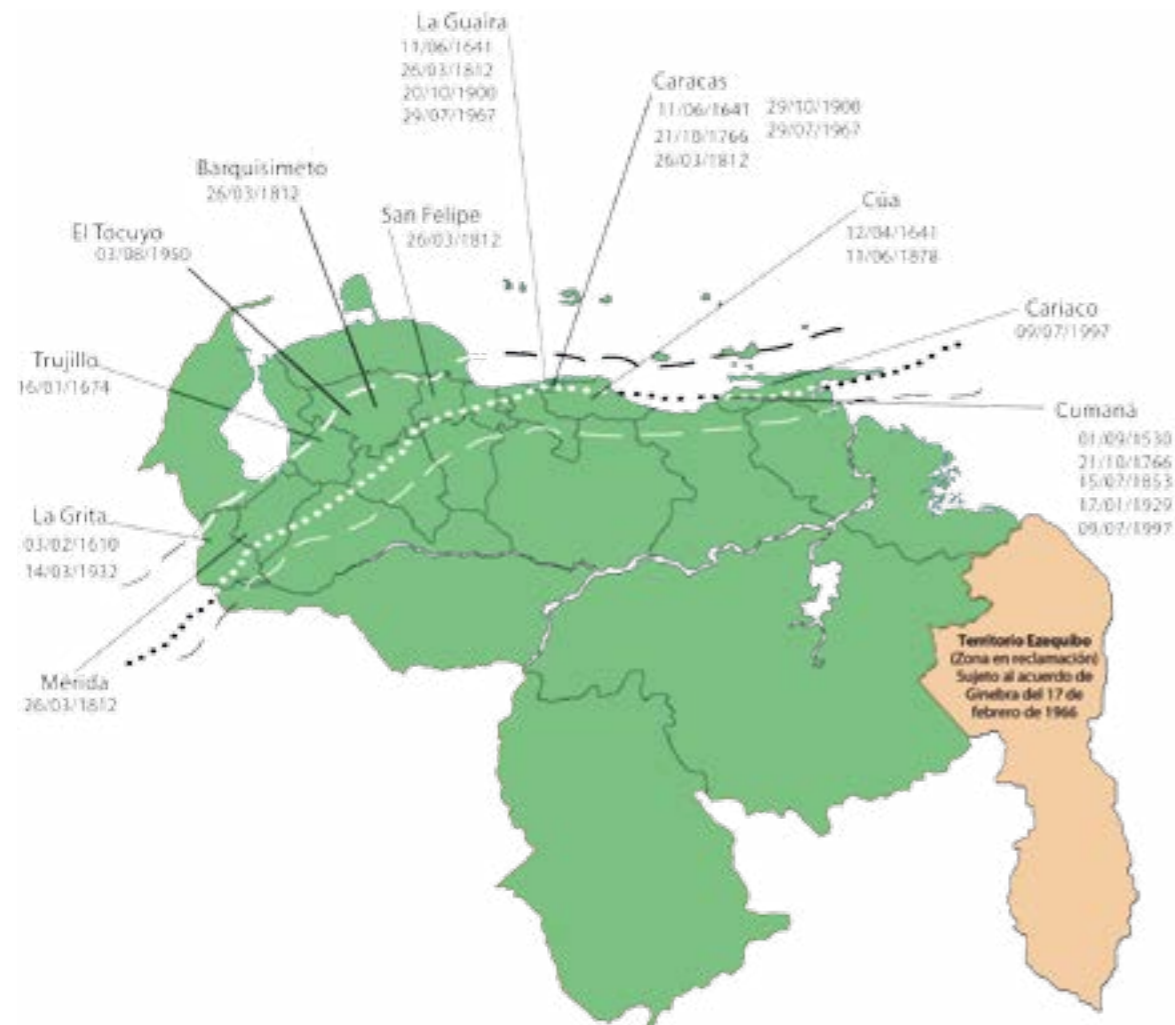 La Guaira
11/06/1641
26/03/1812
20/10/1900
29/07/1967
Caracas
11/06/1641
21/10/1766
26/03/1812
29/10/1900
29/07/1967
Barquisimeto
26/03/1812
San Felipe
26/03/1812
El Tocuyo
03/08/1950
Cúa
12/04/1641
11/06/1878
Cariaco
09/07/1997
Trujillo
16/01/1674
Cumaná
01/09/1530
21/10/1766
15/07/1853
17/01/1929
09/07/1997
La Grita
03/02/1610
14/03/1932
Mérida
26/03/1812
Territorio Ezequibo
(Zona en reclamación)
Sujeto al acuerdo de
Ginebra del 17 de
febrero de 1966